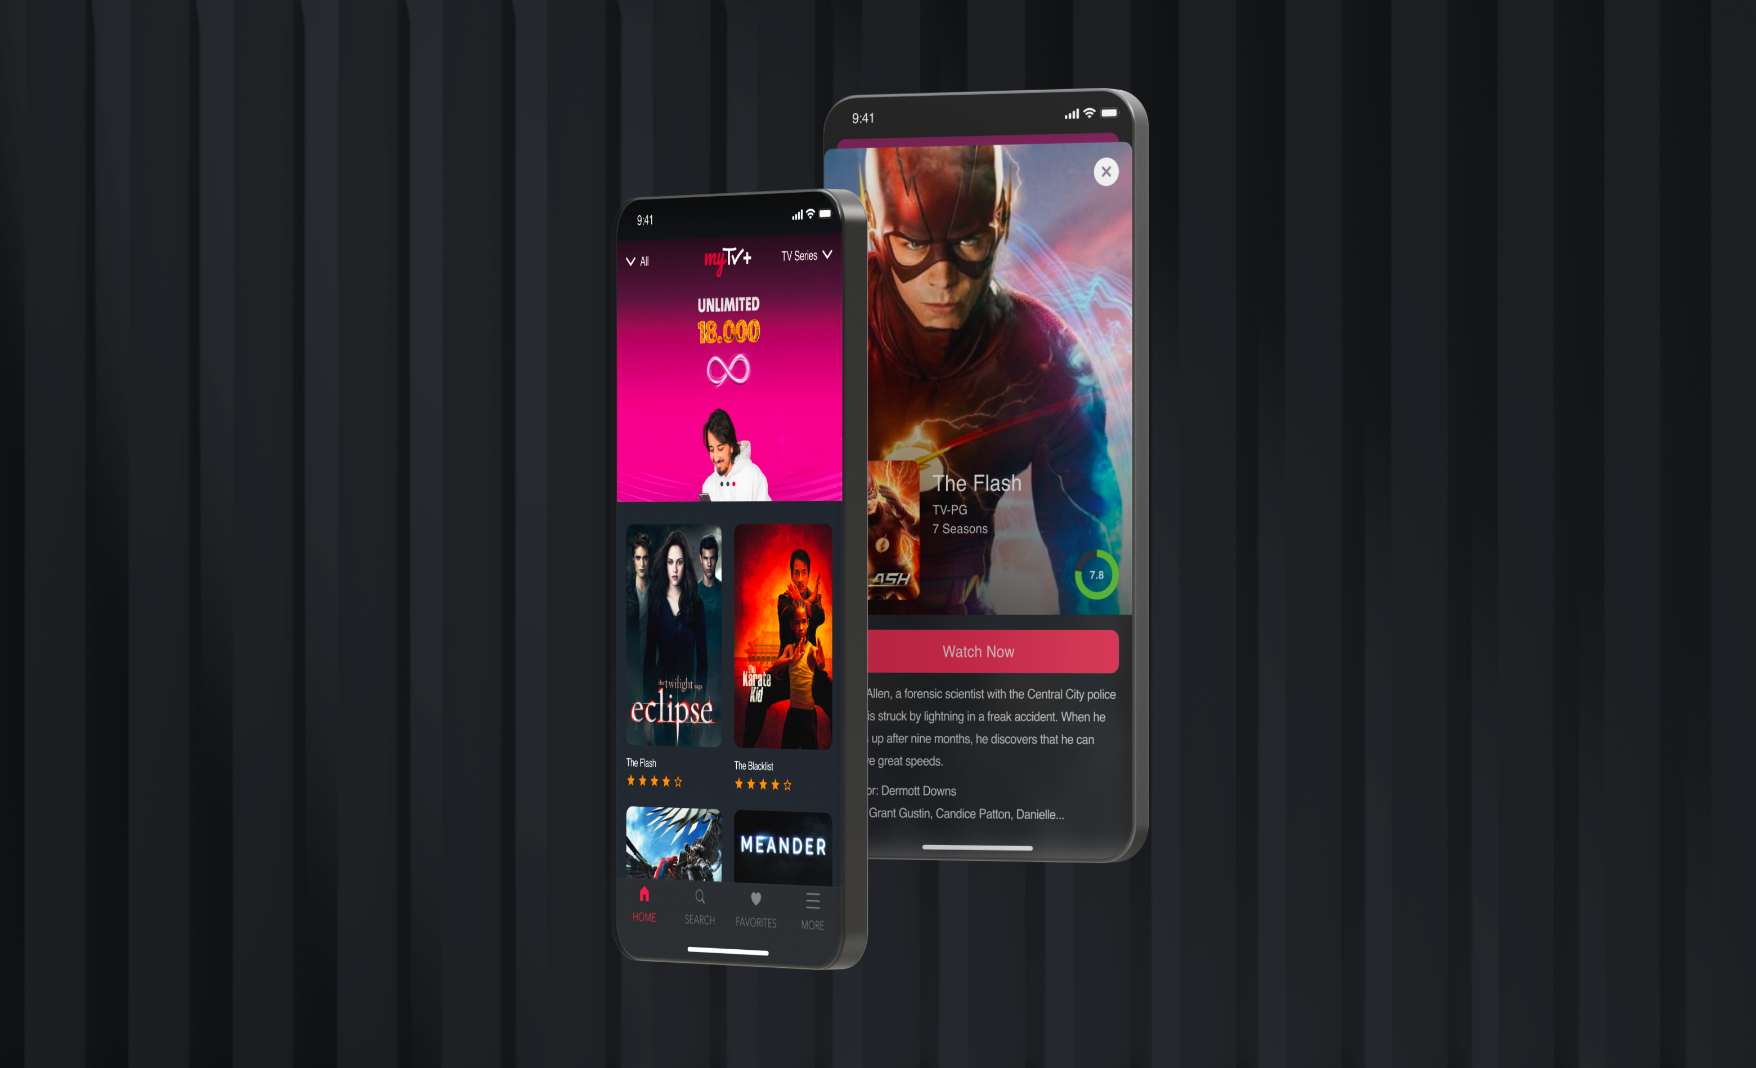 9:41
All
myTV+
TV Series
UNLIMITED
18.000
the twilight saga
eclipse
The
Karate
Kid
The Flash
The Blacklist
MEANDER
HOME
SEARCH
FAVORITES
MORE
9:41
The Flash
TV-PG
7 Seasons
ASH
7.8
Watch Now
Allen, a forensic scientist with the Central City police
is struck by lightning in a freak accident. When he
up after nine months, he discovers that he can
great speeds.
Dermott Downs
Grant Gustin, Candice Patton, Danielle...